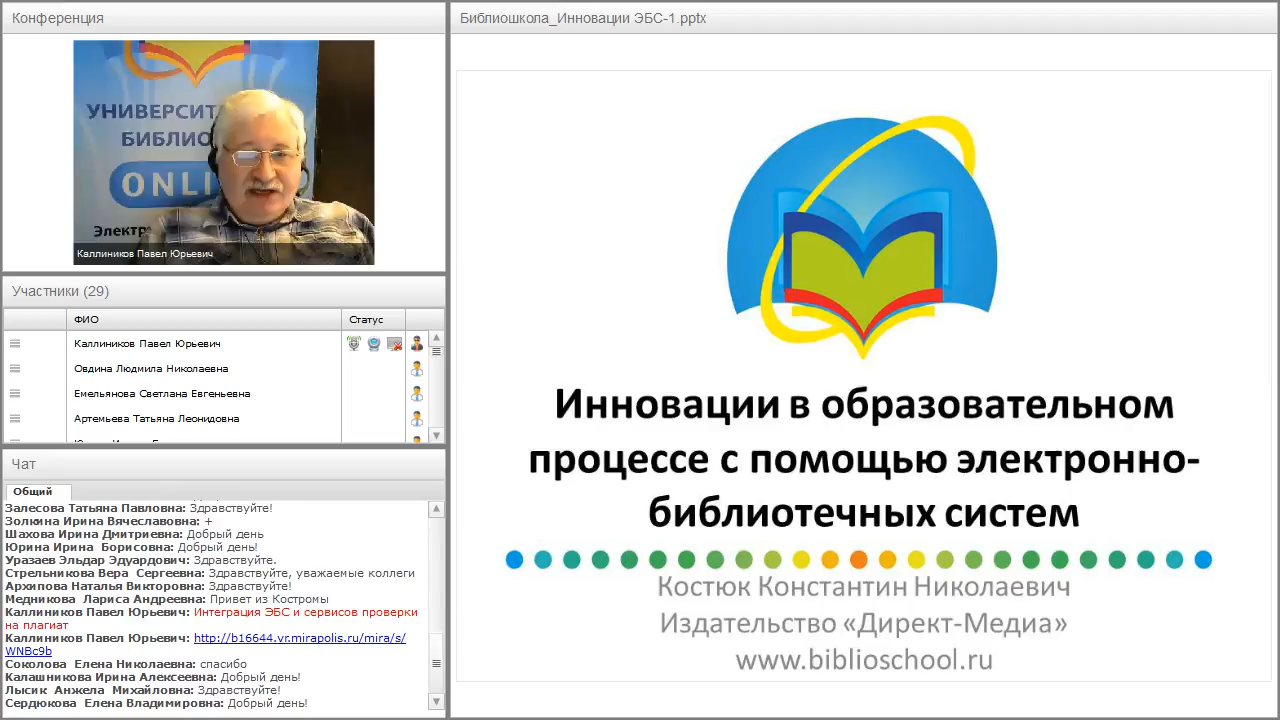 Конференция
УНИВЕРСИТ
БИБЛИО
ONLI
Электр
Каллиников Павел Юрьевич
Участники (29)
ФИО
Статус
Каллиников Павел Юрьевич
Овдина Людмила Николаевна
Емельянова Светлана Евгеньевна
Артемьева Татьяна Леонидовна
Чат
Общий
Залесова Татьяна Павловна: Здравствуйте!
Золкина Ирина Вячеславовна: +
Шахова Ирина Дмитриевна: Добрый день
Юрина Ирина Борисовна: Добрый день!
Уразаев Эльдар Эдуардович: Здравствуйте.
Стрельникова Вера Сергеевна: Здравствуйте, уважаемые коллеги
Архипова Наталья Викторовна: Здравствуйте!
Медникова Лариса Андреевна: Привет из Костромы
Каллиников Павел Юрьевич: Интеграция ЭБС и сервисов проверки
на плагиат
Каллиников Павел Юрьевич: http://b16644.vr.mirapolis.ru/mira/s/
WNBc9b
Соколова Елена Николаевна: спасибо
Калашникова Ирина Алексеевна: Добрый день!
Лысик Анжела Михайловна: Здравствуйте!
Сердюкова Елена Владимировна: Добрый день!
Библиошкола_Инновации ЭБС-1.pptx
Инновации в образовательном
процессе с помощью электронно-
библиотечных систем
Костюк Константин Николаевич
Издательство «Директ-Медиа»
www.biblioschool.ru